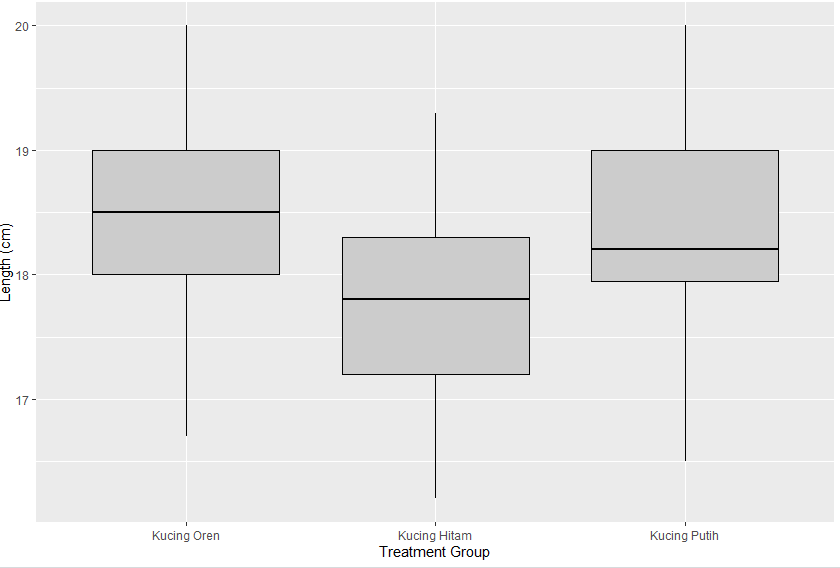 20
19
18
17
Length (cm)
Kucing Oren
Kucing Hitam
Kucing Putih
Treatment Group